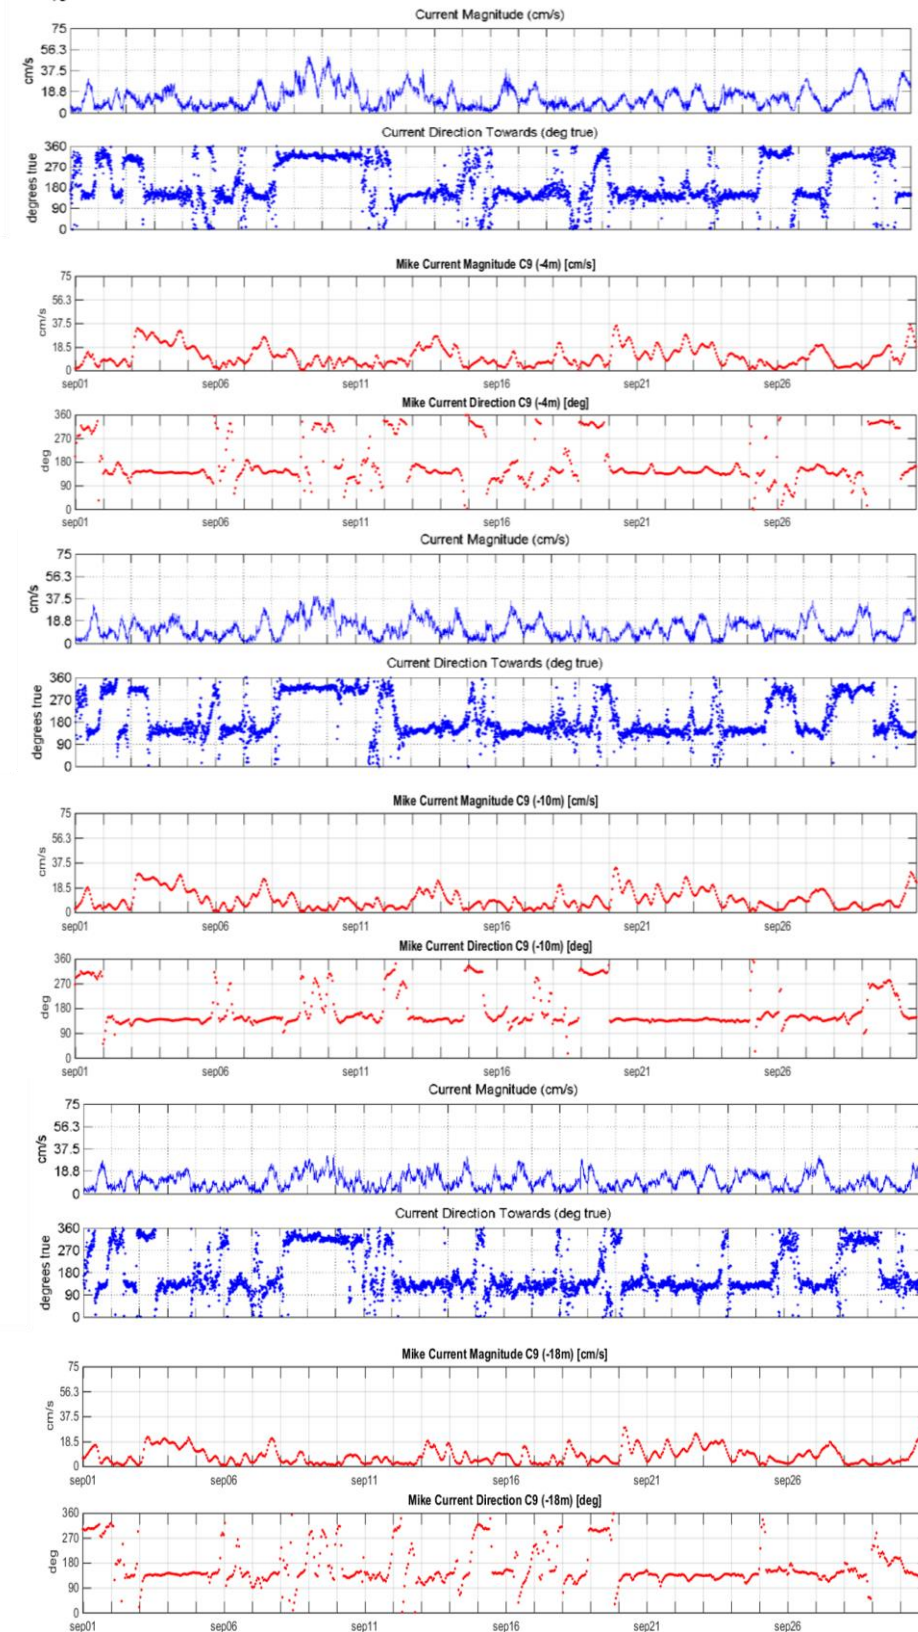 Current Magnitude (cm/s)
75
56.3
37.5
18.8
0
cm/s
Current Direction Towards (deg true)
360
270
180
90
0
degrees true
Mike Current Magnitude C9 (-4m) [cm/s]
75
56.3
37.5
18.5
0
cm/s
sep01 sep06 sep11 sep16 sep21 sep26
Mike Current Direction C9 (-4m) [deg]
360
270
180
90
0
deg
sep01 sep06 sep11 sep16 sep21 sep26
Current Magnitude (cm/s)
75
56.3
37.5
18.8
0
cm/s
Current Direction Towards (deg true)
360
270
180
90
0
degrees true
Mike Current Magnitude C9 (-10m) [cm/s]
75
56.3
37.5
18.5
0
cm/s
sep01 sep06 sep11 sep16 sep21 sep26
Mike Current Direction C9 (-10m) [deg]
360
270
180
90
0
deg
sep01 sep06 sep11 sep16 sep21 sep26
Current Magnitude (cm/s)
75
56.3
37.5
18.8
0
cm/s
Current Direction Towards (deg true)
360
270
180
90
0
degrees true
Mike Current Magnitude C9 (-18m) [cm/s]
75
56.3
37.5
18.5
0
cm/s
sep01 sep06 sep11 sep16 sep21 sep26
Mike Current Direction C9 (-18m) [deg]
360
270
180
90
0
deg
sep01 sep06 sep11 sep16 sep21 sep26